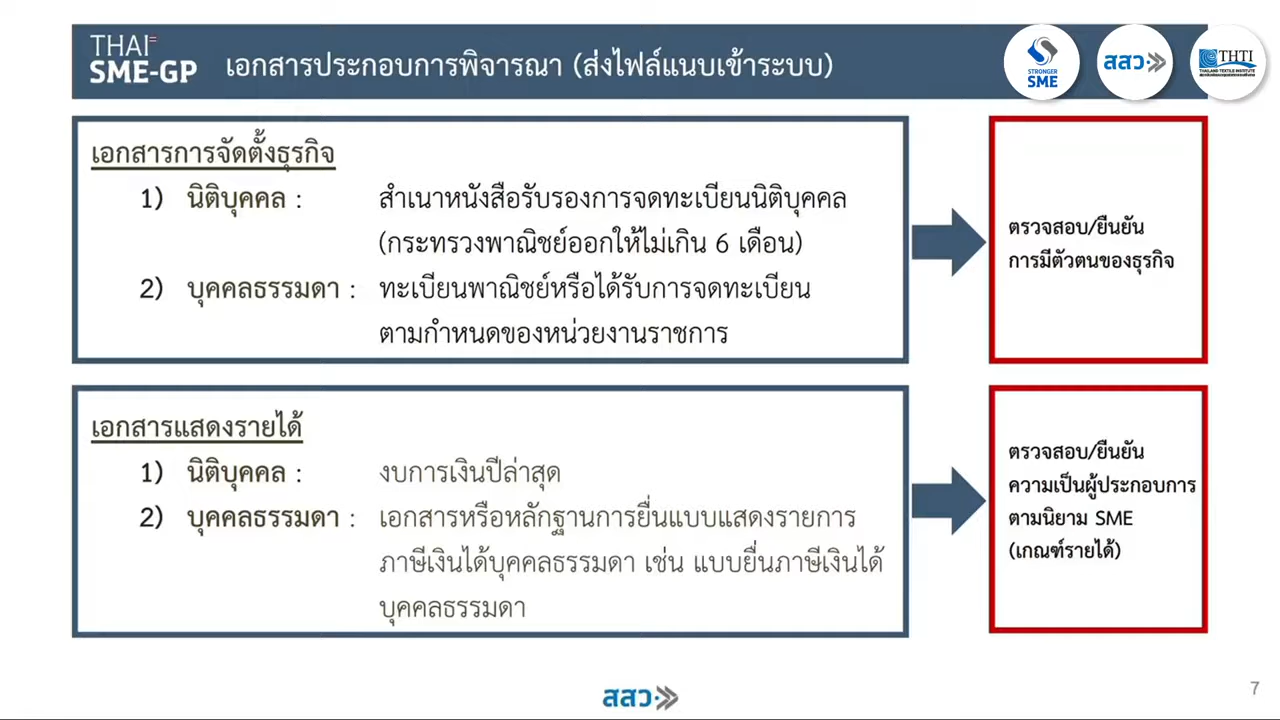 THAI
SME-GP
เอกสารประกอบการพิจารณา (ส่งไฟล์แนบเข้าระบบ)
STRONGER
SME
สสว
THTI
THAILAND TEXTILE INSTITUTE
เอกสารการจัดตั้งธุรกิจ
1) นิติบุคคล : สำเนาหนังสือรับรองการจดทะเบียนนิติบุคคล
(กระทรวงพาณิชย์ออกให้ไม่เกิน 6 เดือน)
2) บุคคลธรรมดา : ทะเบียนพาณิชย์หรือได้รับการจดทะเบียน
ตามกำหนดของหน่วยงานราชการ
ตรวจสอบ/ยืนยัน
การมีตัวตนของธุรกิจ
เอกสารแสดงรายได้
1) นิติบุคคล : งบการเงินปีล่าสุด
2) บุคคลธรรมดา : เอกสารหรือหลักฐานการยื่นแบบแสดงรายการ
ภาษีเงินได้บุคคลธรรมดา เช่น แบบยื่นภาษีเงินได้
บุคคลธรรมดา
ตรวจสอบ/ยืนยัน
ความเป็นผู้ประกอบการ
ตามนิยาม SME
(เกณฑ์รายได้)
สสว
7